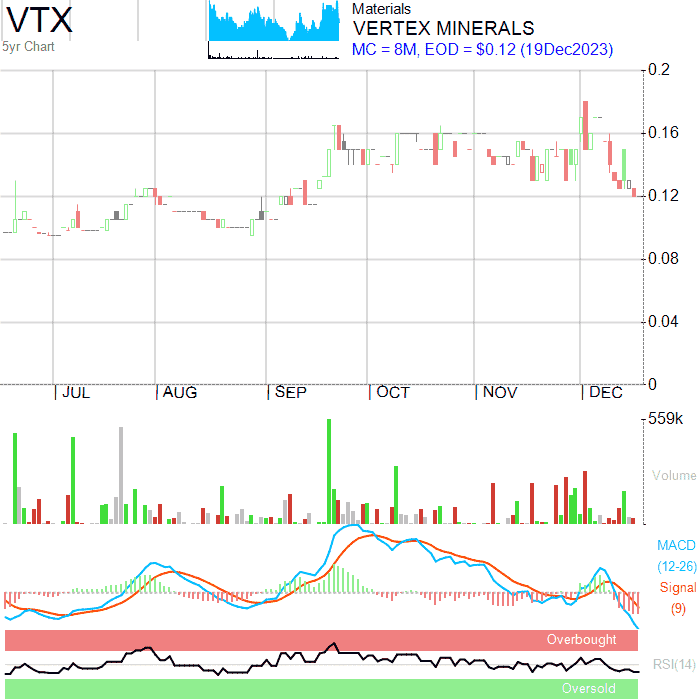 VTX
5yr Chart
Materials
VERTEX MINERALS
MC = 8M, EOD = $0.12 (19Dec2023)
0.2
0.16
0.12
0.08
0.04
0
JUL AUG SEP OCT NOV DEC
559k
Volume
MACD
(12-26)
Signal
(9)
Overbought
RSI(14)
Oversold